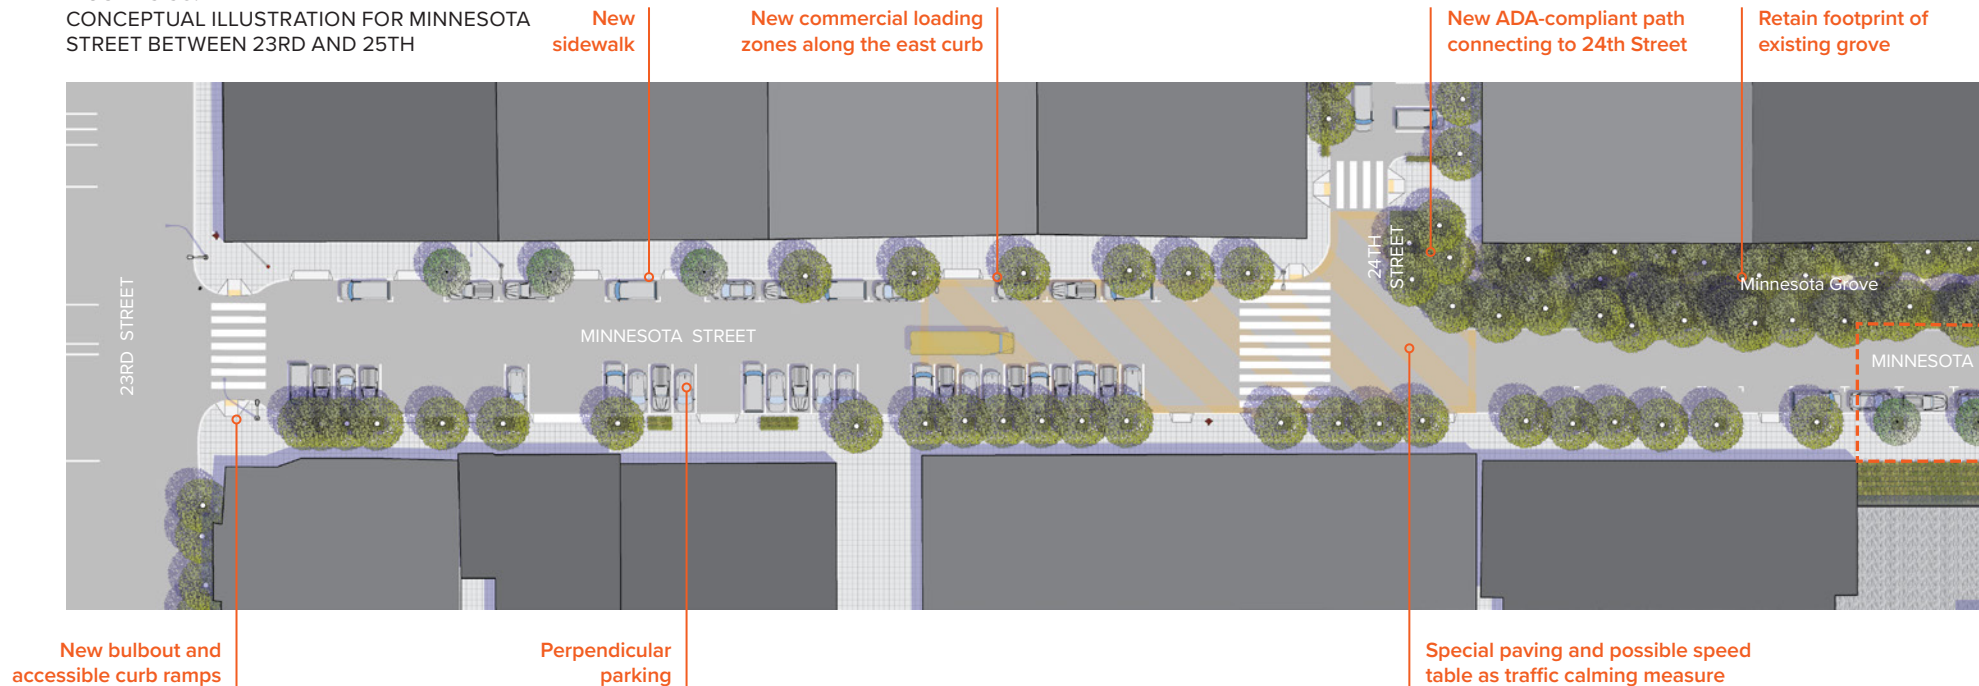 CONCEPTUAL ILLUSTRATION FOR MINNESOTA
STREET BETWEEN 23RD AND 25TH
New
sidewalk
New commercial loading
zones along the east curb
New ADA-compliant path
connecting to 24th Street
Retain footprint of
existing grove
23RD STREET
MINNESOTA STREET
24TH
STREET
Minnesota Grove
MINNESOTA
New bulbout and
accessible curb ramps
Perpendicular
parking
Special paving and possible speed
table as traffic calming measure